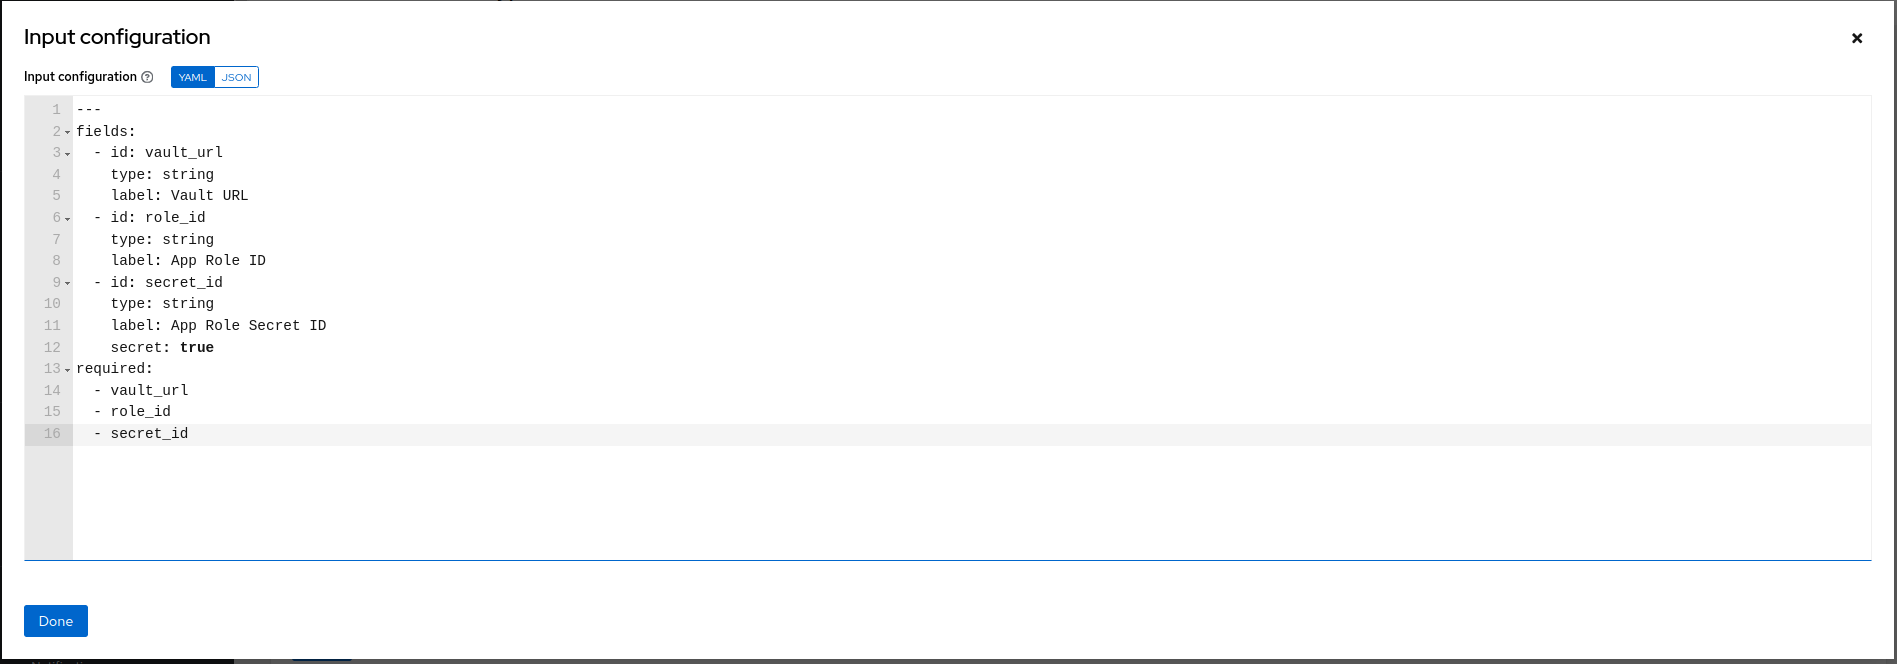 Input configuration
Input configuration YAML JSON
1 ---
2 fields:
3   - id: vault_url
4     type: string
5     label: Vault URL
6   - id: role_id
7     type: string
8     label: App Role ID
9   - id: secret_id
10     type: string
11     label: App Role Secret ID
12     secret: true
13 required:
14   - vault_url
15   - role_id
16   - secret_id
Done